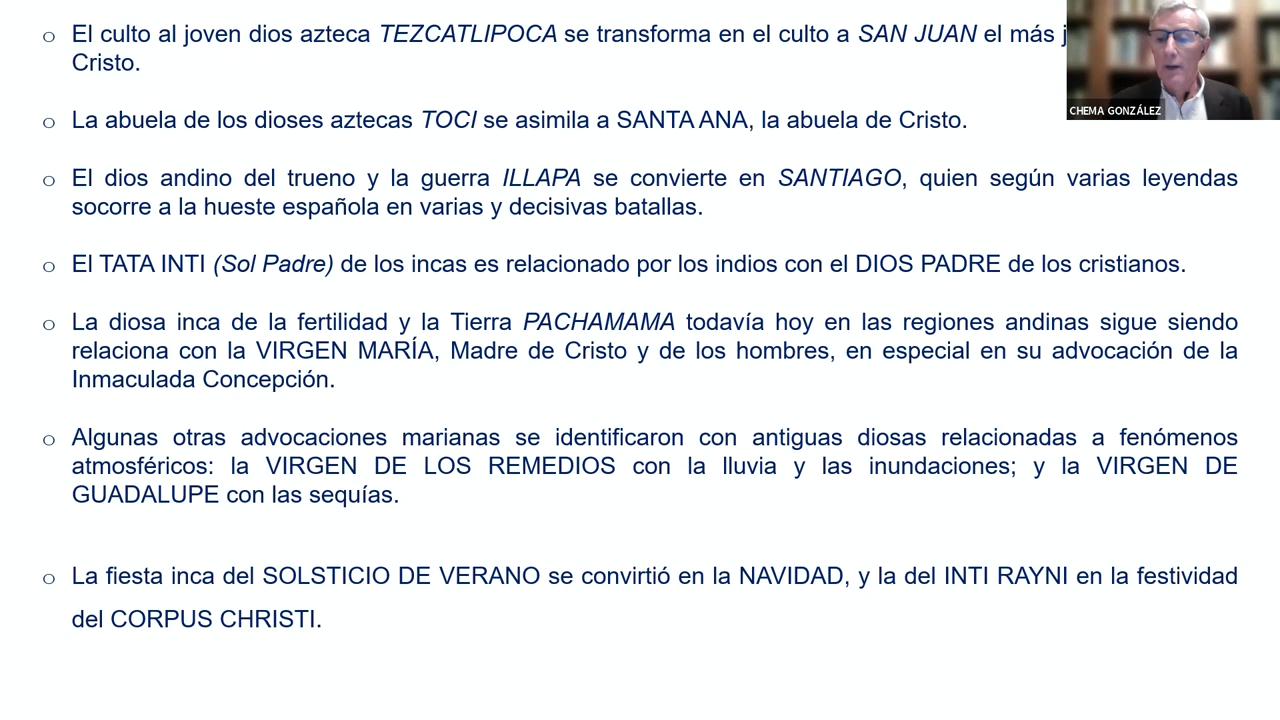 El culto al joven dios azteca TEZCATLIPOCA se transforma en el culto a SAN JUAN el más
Cristo.
La abuela de los dioses aztecas TOCI se asimila a SANTA ANA, la abuela de Cristo.
El dios andino del trueno y la guerra ILLAPA se convierte en SANTIAGO, quien según varias leyendas
socorre a la hueste española en varias y decisivas batallas.
El TATA INTI (Sol Padre) de los incas es relacionado por los indios con el DIOS PADRE de los cristianos.
La diosa inca de la fertilidad y la Tierra PACHAMAMA todavía hoy en las regiones andinas sigue siendo
relaciona con la VIRGEN MARÍA, Madre de Cristo y de los hombres, en especial en su advocación de la
Inmaculada Concepción.
Algunas otras advocaciones marianas se identificaron con antiguas diosas relacionadas a fenómenos
atmosféricos: la VIRGEN DE LOS REMEDIOS con la lluvia y las inundaciones; y la VIRGEN DE
GUADALUPE con las sequías.
La fiesta inca del SOLSTICIO DE VERANO se convirtió en la NAVIDAD, y la del INTI RAYNI en la festividad
del CORPUS CHRISTI.
CHEMA GONZÁLEZ